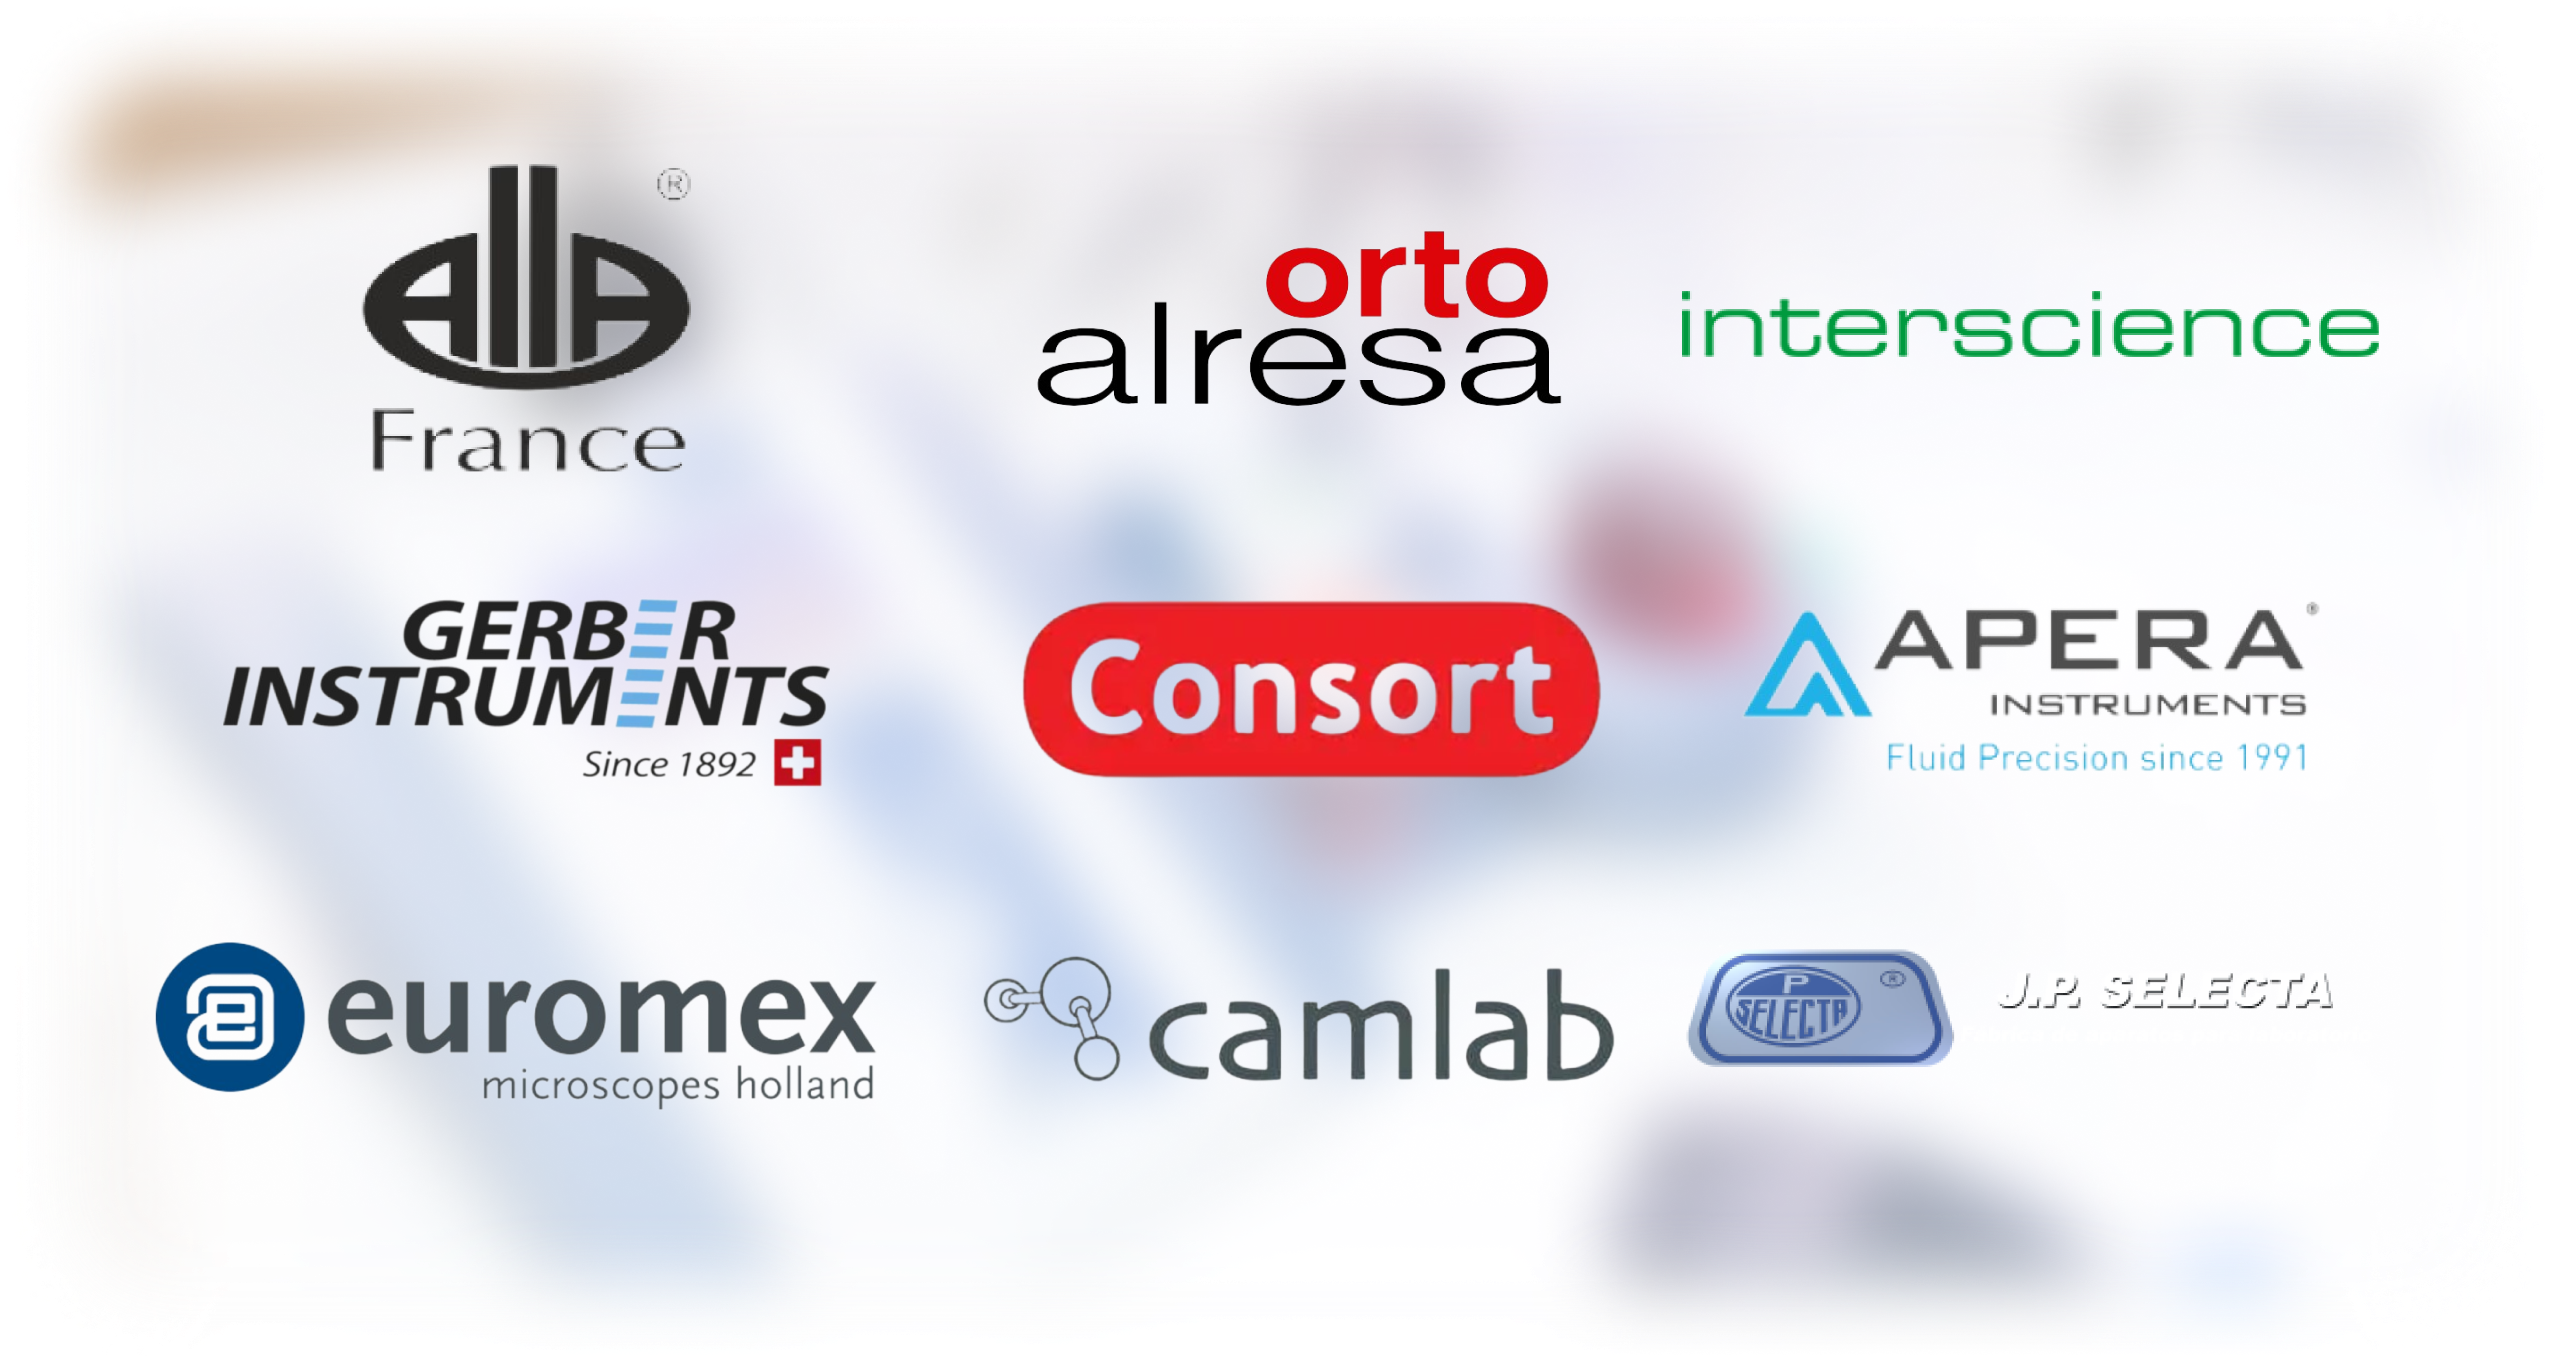 ALLA ®
France
orto
alresa
interscience
GERBER
INSTRUMENTS
Since 1892
Consort
APERA ®
INSTRUMENTS
Fluid Precision since 1991
euromex
microscopes holland
camlab
P ®
SELECTA
J.P. SELECTA